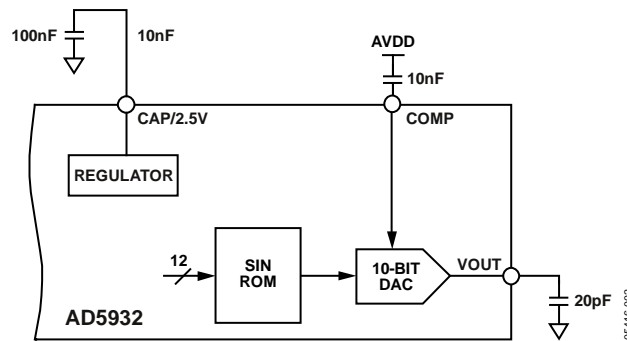 100nF
10nF
AVDD
10nF
CAP/2.5V
COMP
REGULATOR
12
SIN
ROM
10-BIT
DAC
VOUT
20pF
AD5932